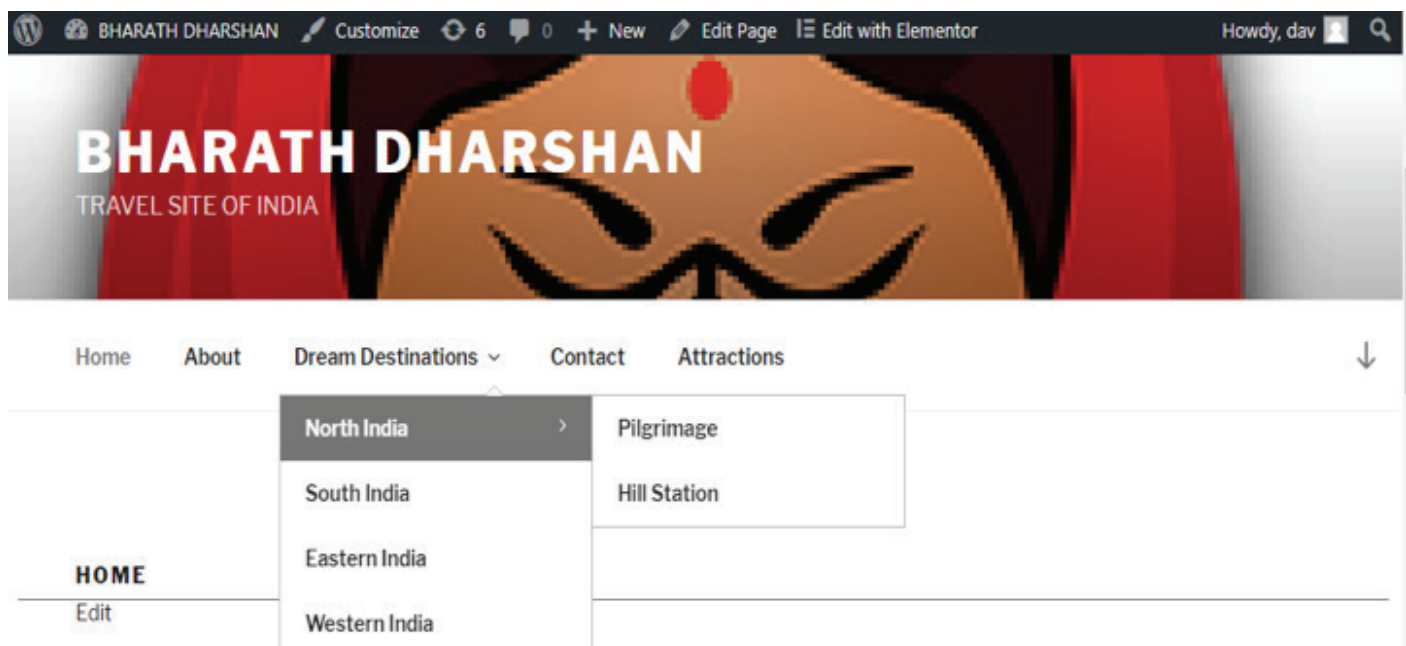 BHARATH DHARSHAN Customize 6 0 New Edit Page Edit with Elementor Howdy, dav
BHARATH DHARSHAN
TRAVEL SITE OF INDIA
Home About Dream Destinations Contact Attractions
North India Pilgrimage
South India Hill Station
Eastern India
HOME
Edit
Western India